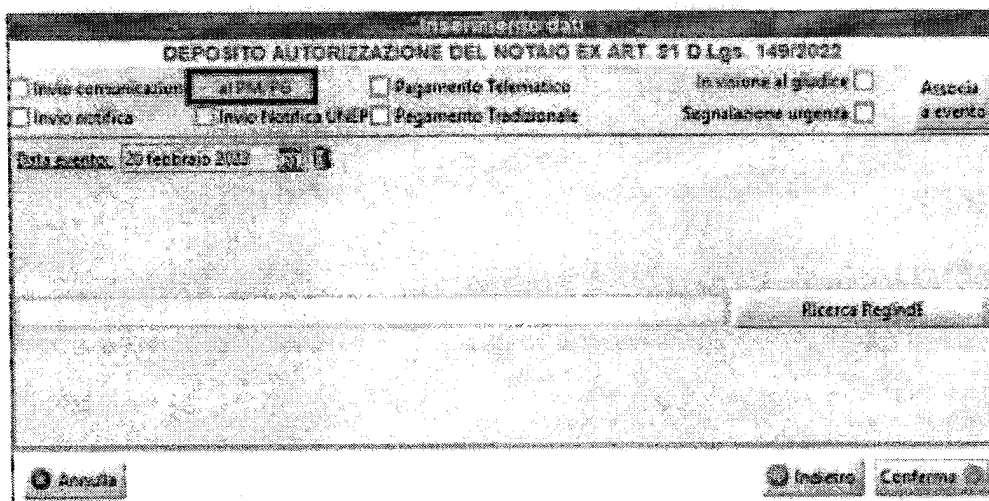 Inserimento dati
DEPOSITO AUTORIZZAZIONE DEL NOTAIO EX ART. 21 D.Lgs. 149/2022
Invio comunicazioni al PM/PG Pagamento Telematico In visione al giudice Associa
Invio notifica Invio Notifica UNEP Pagamento Tradizionale Segnalazione urgenza a evento
Data evento: 20 febbraio 2023
Ricerca RegIndE
Annulla Indietro Conferma